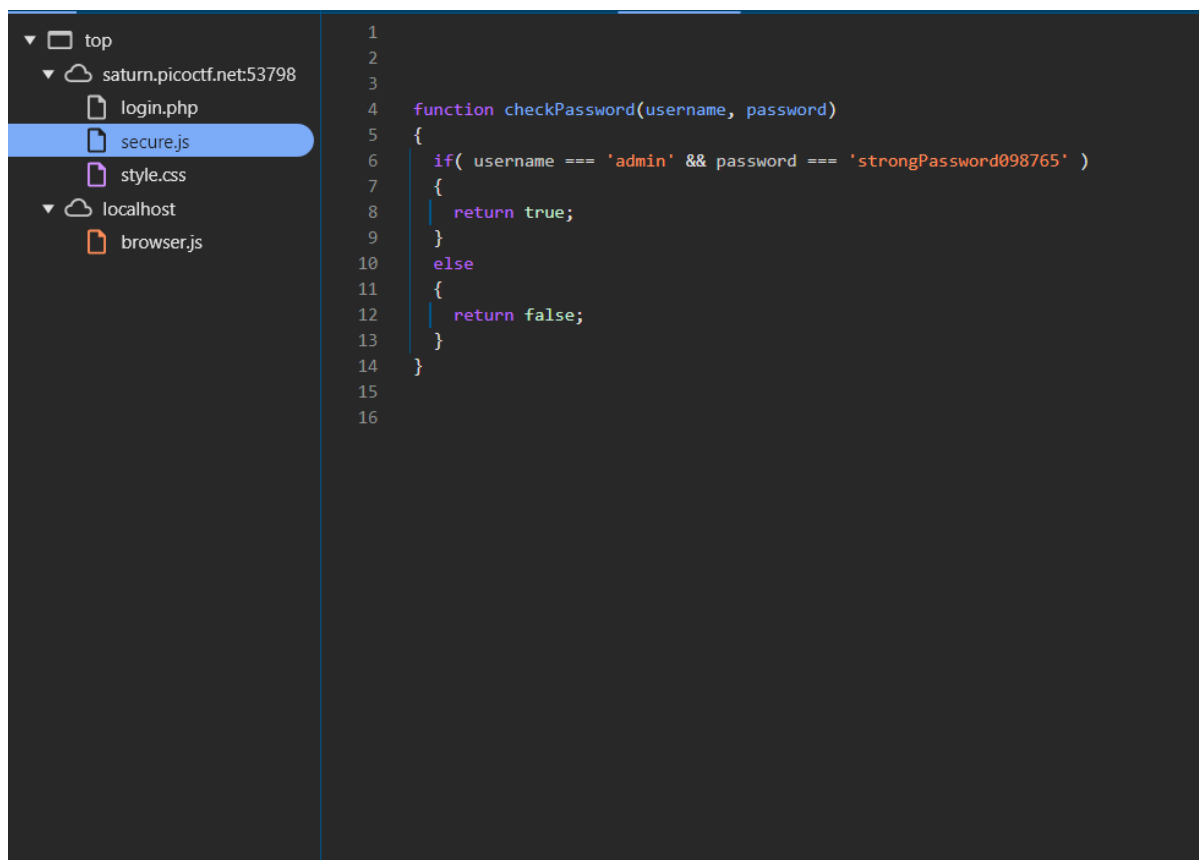 top
saturn.picoctf.net:53798
login.php
secure.js
style.css
localhost
browser.js
1
2
3
4 function checkPassword(username, password)
5 {
6 if( username === 'admin' && password === 'strongPassword098765' )
7 {
8 return true;
9 }
10 else
11 {
12 return false;
13 }
14 }
15
16